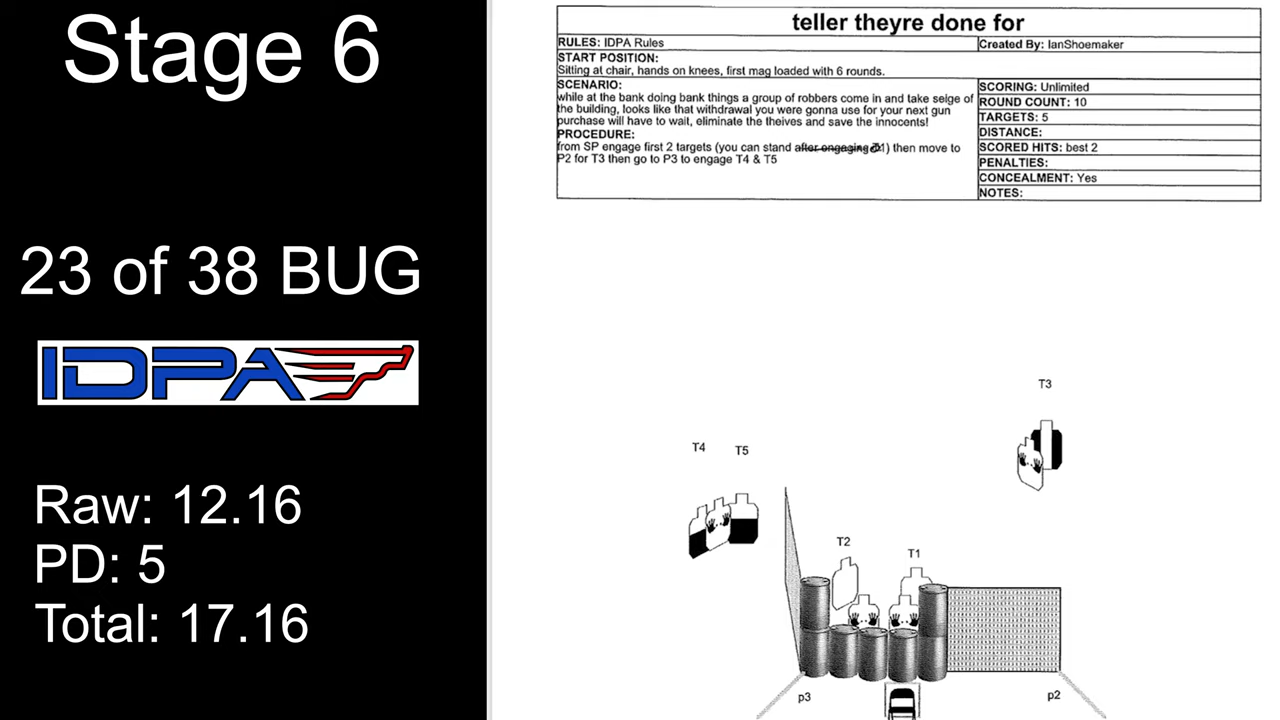 Stage 6
23 of 38 BUG
IDPA
Raw: 12.16
PD: 5
Total: 17.16
teller theyre done for
RULES: IDPA Rules
Created By: IanShoemaker
START POSITION:
Sitting at chair, hands on knees, first mag loaded with 6 rounds.
SCENARIO:
while at the bank doing bank things a group of robbers come in and take seige of
the building, looks like that withdrawal you were gonna use for your next gun
purchase will have to wait, eliminate the theives and save the innocents!
PROCEDURE:
from SP engage first 2 targets (you can stand after engaging 1) then move to
P2 for T3 then go to P3 to engage T4 & T5
SCORING: Unlimited
ROUND COUNT: 10
TARGETS: 5
DISTANCE:
SCORED HITS: best 2
PENALTIES:
CONCEALMENT: Yes
NOTES:
T3
T4
T5
T2
T1
p3
p2